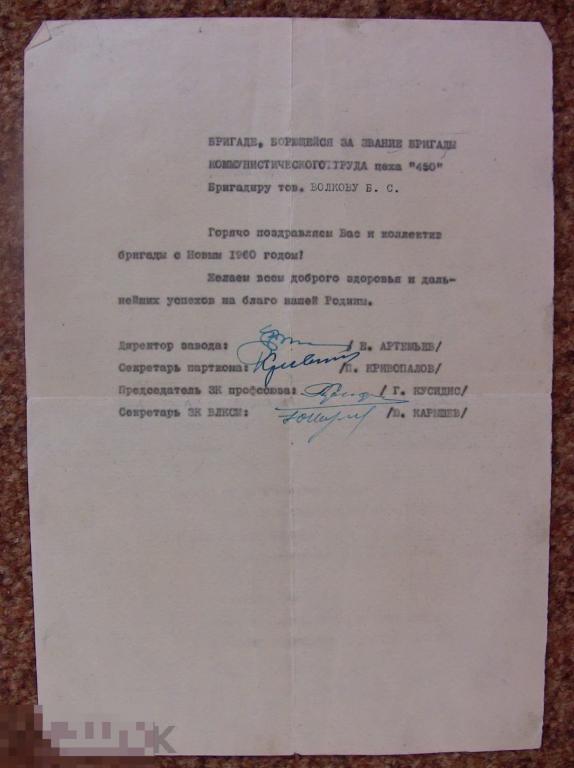 БРИГАДЕ, БОРЮЩЕЙСЯ ЗА ЗВАНИЕ БРИГАДЫ
КОММУНИСТИЧЕСКОГО ТРУДА цеха "450"
Бригадиру тов. ВОЛКОВУ Б. С.
Горячо поздравляем Вас и коллектив
бригады с Новым 1960 годом!
Желаем всем доброго здоровья и даль-
нейших успехов на благо нашей Родины.
Директор завода: / Е. АРТЕМЬЕВ/
Секретарь парткома: /П. КРИВОПАЛОВ/
Председатель ЗК профсоюза: / Г. КУСИДИС/
Секретарь ЗК ВЛКСМ: /Ю. КАРЫШЕВ/